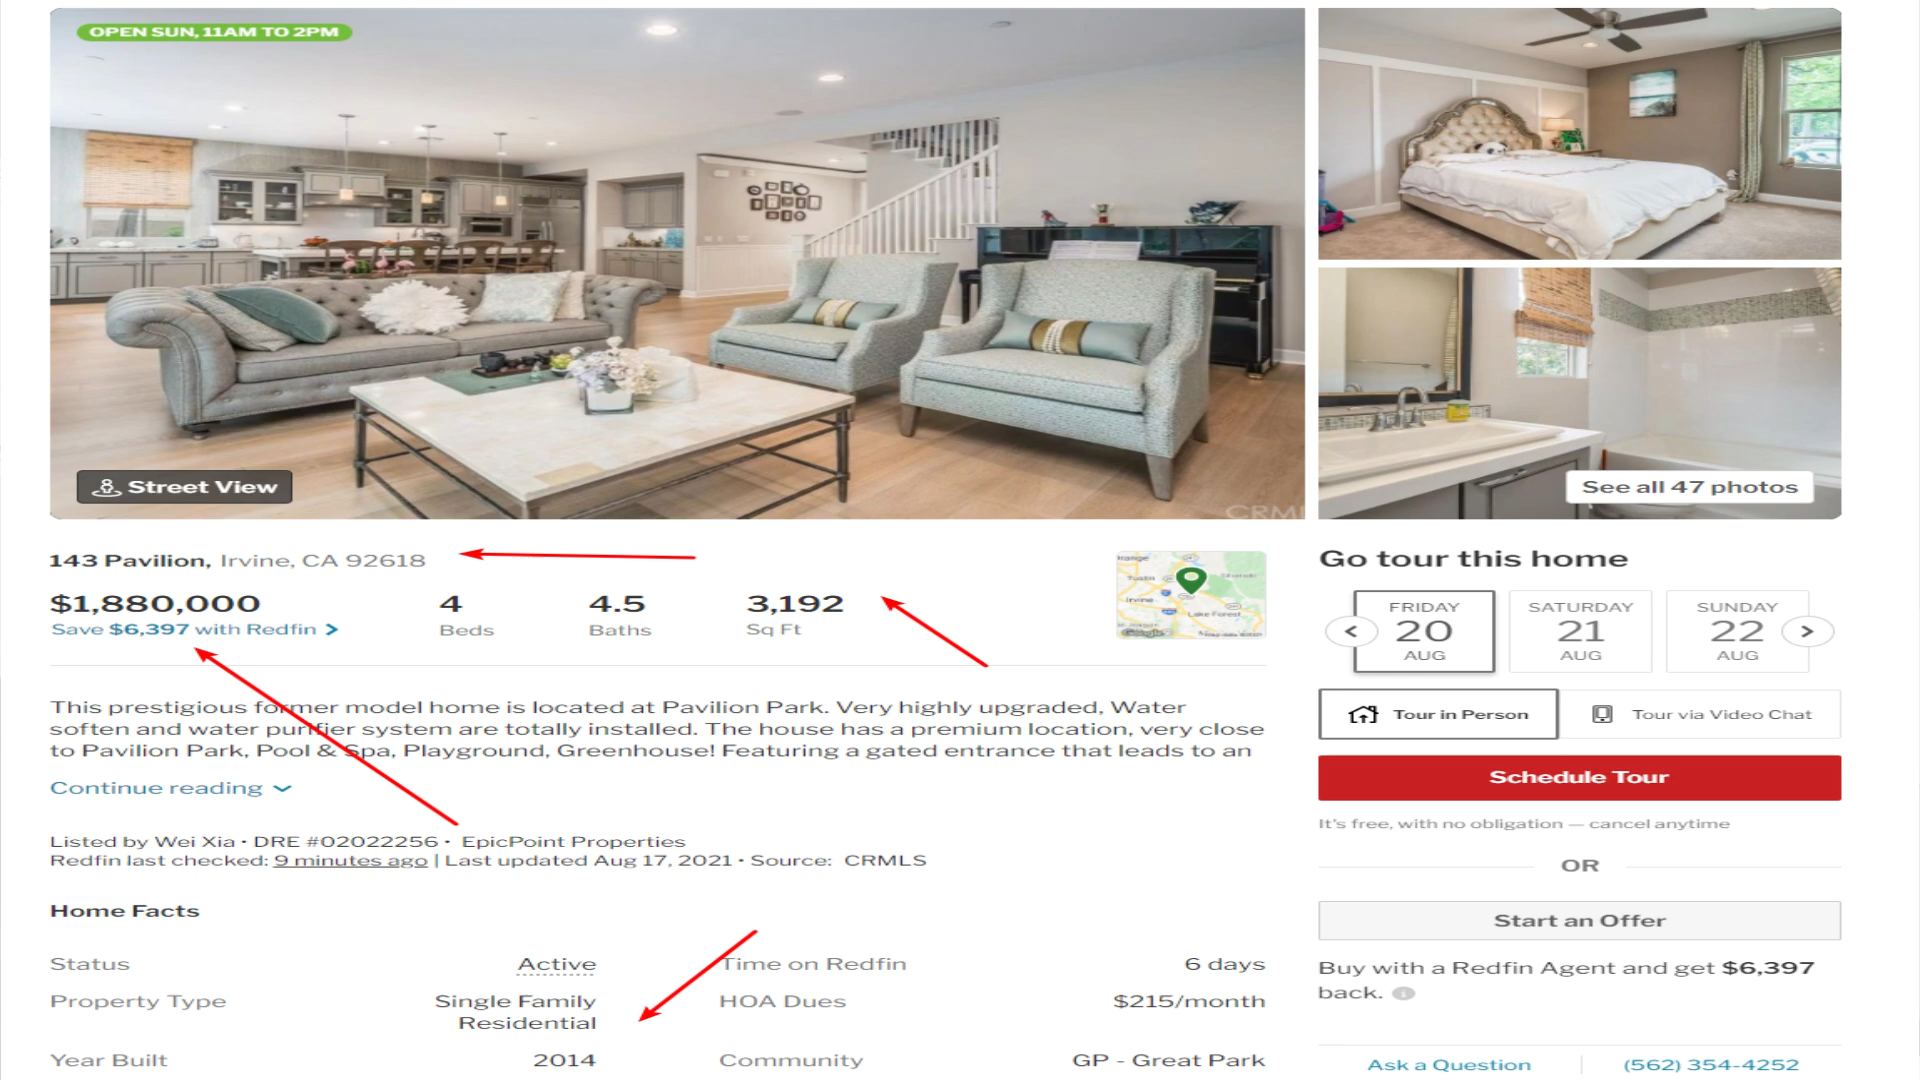 OPEN SUN, 11AM TO 2PM
Street View
CRML
See all 47 photos
143 Pavilion, Irvine, CA 92618
$1,880,000
Save $6,397 with Redfin
4
Beds
4.5
Baths
3,192
Sq Ft
Tustin
Irvine
Lake Forest
Google
This prestigious former model home is located at Pavilion Park. Very highly upgraded, Water
soften and water purifier system are totally installed. The house has a premium location, very close
to Pavilion Park, Pool & Spa, Playground, Greenhouse! Featuring a gated entrance that leads to an
Continue reading
Listed by Wei Xia • DRE #02022256 • EpicPoint Properties
Redfin last checked: 9 minutes ago | Last updated Aug 17, 2021 • Source: CRMLS
Home Facts
Status Active
Time on Redfin 6 days
Property Type Single Family
Residential
HOA Dues $215/month
Year Built 2014
Community GP - Great Park
Go tour this home
FRIDAY
20
AUG
SATURDAY
21
AUG
SUNDAY
22
AUG
Tour in Person
Tour via Video Chat
Schedule Tour
It's free, with no obligation — cancel anytime
OR
Start an Offer
Buy with a Redfin Agent and get $6,397
back.
Ask a Question
(562) 354-4252